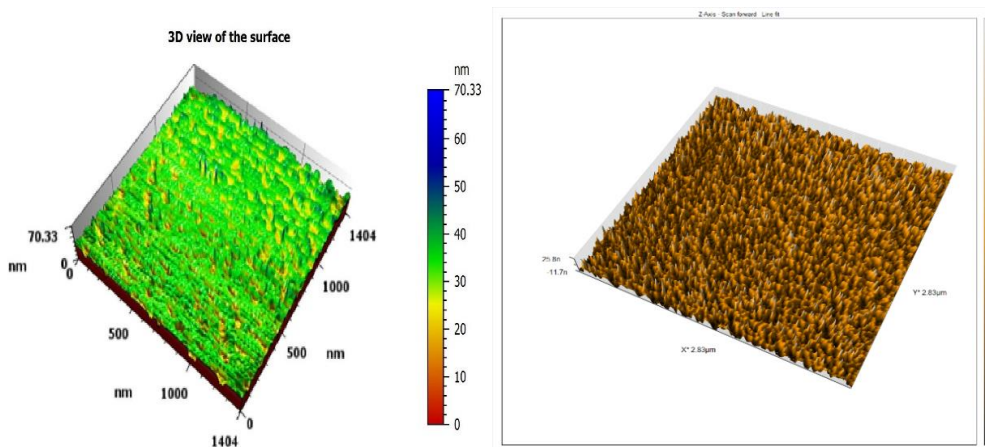 3D view of the surface
nm
70.33
60
50
40
30
20
10
0
70.33
nm
0
0
500
nm
1000
1404
0
500
nm
1000
1404
Z-Axis - Scan forward - Line fit
25.8n
-11.7n
X* 2.83µm
Y* 2.83µm